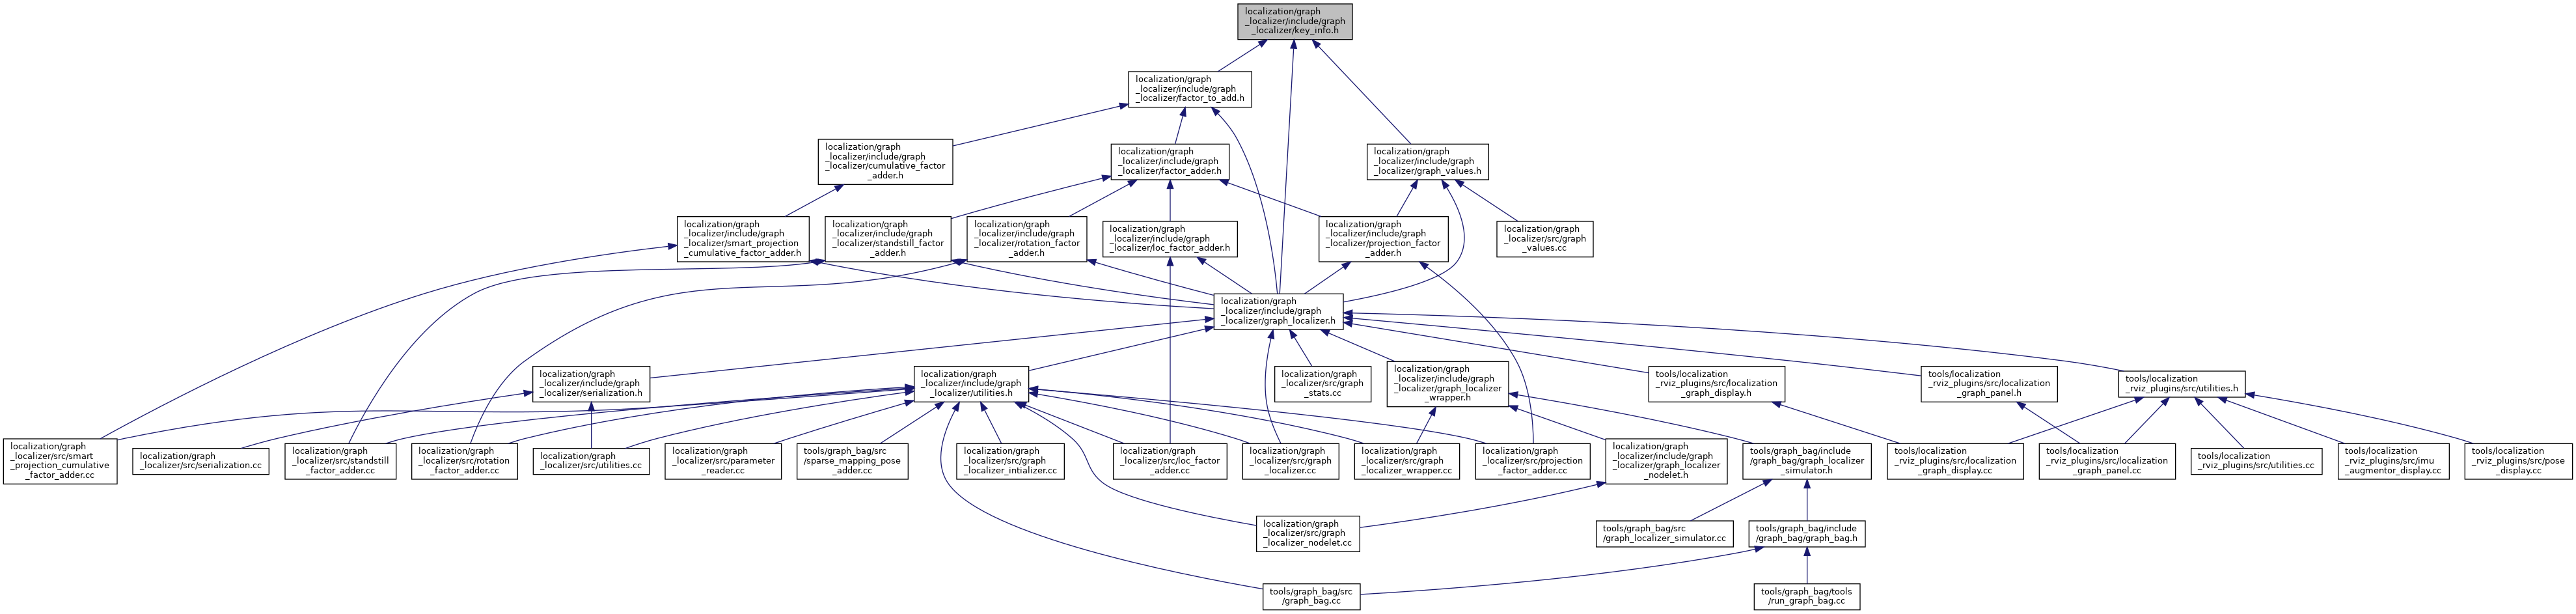 localization/graph
_localizer/include/graph
_localizer/key_info.h
localization/graph
_localizer/include/graph
_localizer/factor_to_add.h
localization/graph
_localizer/include/graph
_localizer/cumulative_factor
_adder.h
localization/graph
_localizer/include/graph
_localizer/factor_adder.h
localization/graph
_localizer/include/graph
_localizer/graph_values.h
localization/graph
_localizer/include/graph
_localizer/smart_projection
_cumulative_factor_adder.h
localization/graph
_localizer/include/graph
_localizer/standstill_factor
_adder.h
localization/graph
_localizer/include/graph
_localizer/rotation_factor
_adder.h
localization/graph
_localizer/include/graph
_localizer/loc_factor_adder.h
localization/graph
_localizer/include/graph
_localizer/projection_factor
_adder.h
localization/graph
_localizer/src/graph
_values.cc
localization/graph
_localizer/include/graph
_localizer/graph_localizer.h
localization/graph
_localizer/include/graph
_localizer/serialization.h
localization/graph
_localizer/include/graph
_localizer/utilities.h
localization/graph
_localizer/src/graph
_stats.cc
localization/graph
_localizer/include/graph
_localizer/graph_localizer
_wrapper.h
tools/localization
_rviz_plugins/src/localization
_graph_display.h
tools/localization
_rviz_plugins/src/localization
_graph_panel.h
tools/localization
_rviz_plugins/src/utilities.h
localization/graph
_localizer/src/smart
_projection_cumulative
_factor_adder.cc
localization/graph
_localizer/src/serialization.cc
localization/graph
_localizer/src/standstill
_factor_adder.cc
localization/graph
_localizer/src/rotation
_factor_adder.cc
localization/graph
_localizer/src/utilities.cc
localization/graph
_localizer/src/parameter
_reader.cc
tools/graph_bag/src
/sparse_mapping_pose
_adder.cc
localization/graph
_localizer/src/graph
_localizer_intializer.cc
localization/graph
_localizer/src/loc_factor
_adder.cc
localization/graph
_localizer/src/graph
_localizer.cc
localization/graph
_localizer/src/graph
_localizer_wrapper.cc
localization/graph
_localizer/src/projection
_factor_adder.cc
localization/graph
_localizer/include/graph
_localizer/graph_localizer
_nodelet.h
tools/graph_bag/include
/graph_bag/graph_localizer
_simulator.h
tools/localization
_rviz_plugins/src/localization
_graph_display.cc
tools/localization
_rviz_plugins/src/localization
_graph_panel.cc
tools/localization
_rviz_plugins/src/utilities.cc
tools/localization
_rviz_plugins/src/imu
_augmentor_display.cc
tools/localization
_rviz_plugins/src/pose
_display.cc
localization/graph
_localizer/src/graph
_localizer_nodelet.cc
tools/graph_bag/src
/graph_localizer_simulator.cc
tools/graph_bag/include
/graph_bag/graph_bag.h
tools/graph_bag/src
/graph_bag.cc
tools/graph_bag/tools
/run_graph_bag.cc